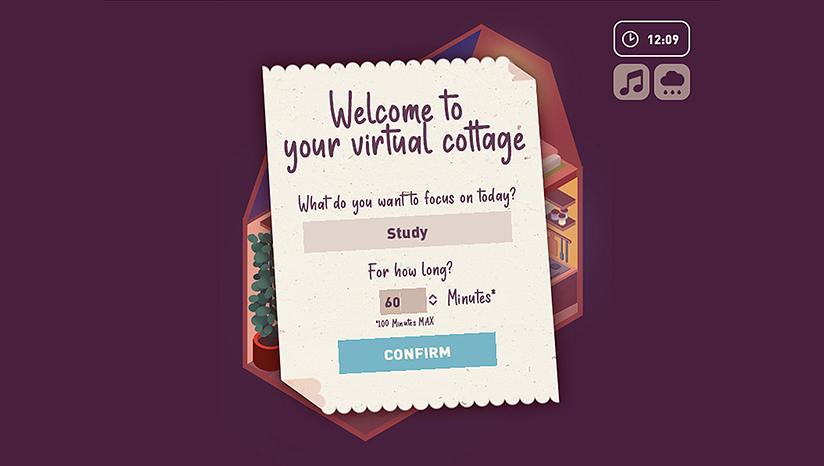 12:09
Welcome to
your virtual cottage
What do you want to focus on today?
Study
For how long?
60 Minutes*
*100 Minutes MAX
CONFIRM